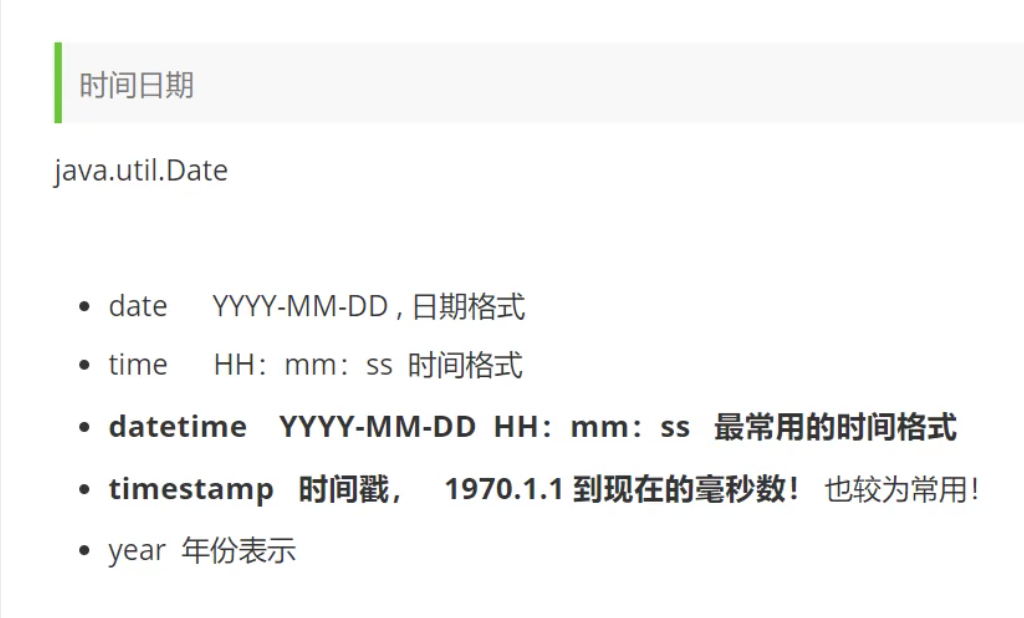 时间日期
java.util.Date
date YYYY-MM-DD , 日期格式
time HH：mm：ss 时间格式
datetime YYYY-MM-DD HH：mm：ss 最常用的时间格式
timestamp 时间戳， 1970.1.1 到现在的毫秒数！ 也较为常用！
year 年份表示